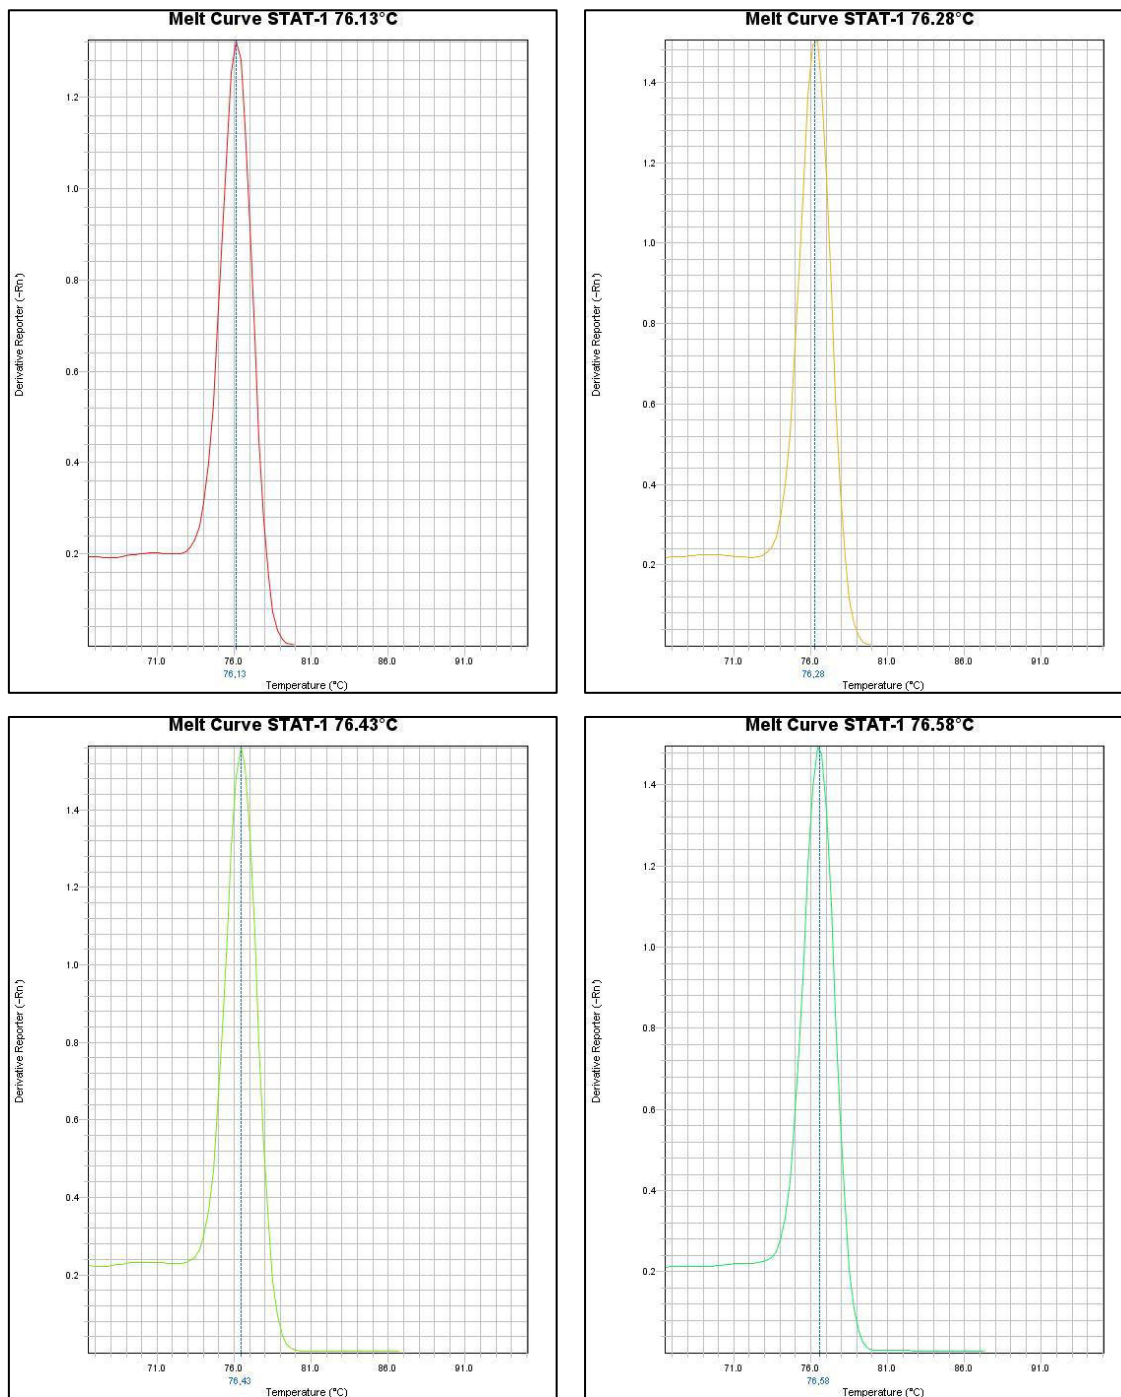 Melt Curve STAT-1 76.13°C
Derivative Reporter (-Rn')
1.2
1.0
0.8
0.6
0.4
0.2
71.0 76.0 81.0 86.0 91.0
76,13
Temperature (°C)
Melt Curve STAT-1 76.28°C
Derivative Reporter (-Rn')
1.4
1.2
1.0
0.8
0.6
0.4
0.2
71.0 76.0 81.0 86.0 91.0
76,28
Temperature (°C)
Melt Curve STAT-1 76.43°C
Derivative Reporter (-Rn')
1.4
1.2
1.0
0.8
0.6
0.4
0.2
71.0 76.0 81.0 86.0 91.0
76,43
Temperature (°C)
Melt Curve STAT-1 76.58°C
Derivative Reporter (-Rn')
1.4
1.2
1.0
0.8
0.6
0.4
0.2
71.0 76.0 81.0 86.0 91.0
76,58
Temperature (°C)